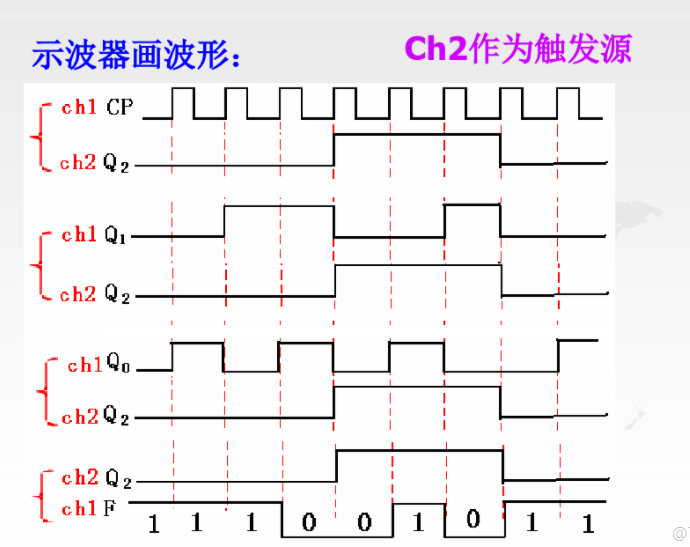 示波器画波形：
Ch2作为触发源
ch1 CP
ch2 Q₂
ch1 Q₁
ch2 Q₂
ch1 Q₀
ch2 Q₂
ch2 Q₂
ch1 F
1 1 1 0 0 1 0 1 1